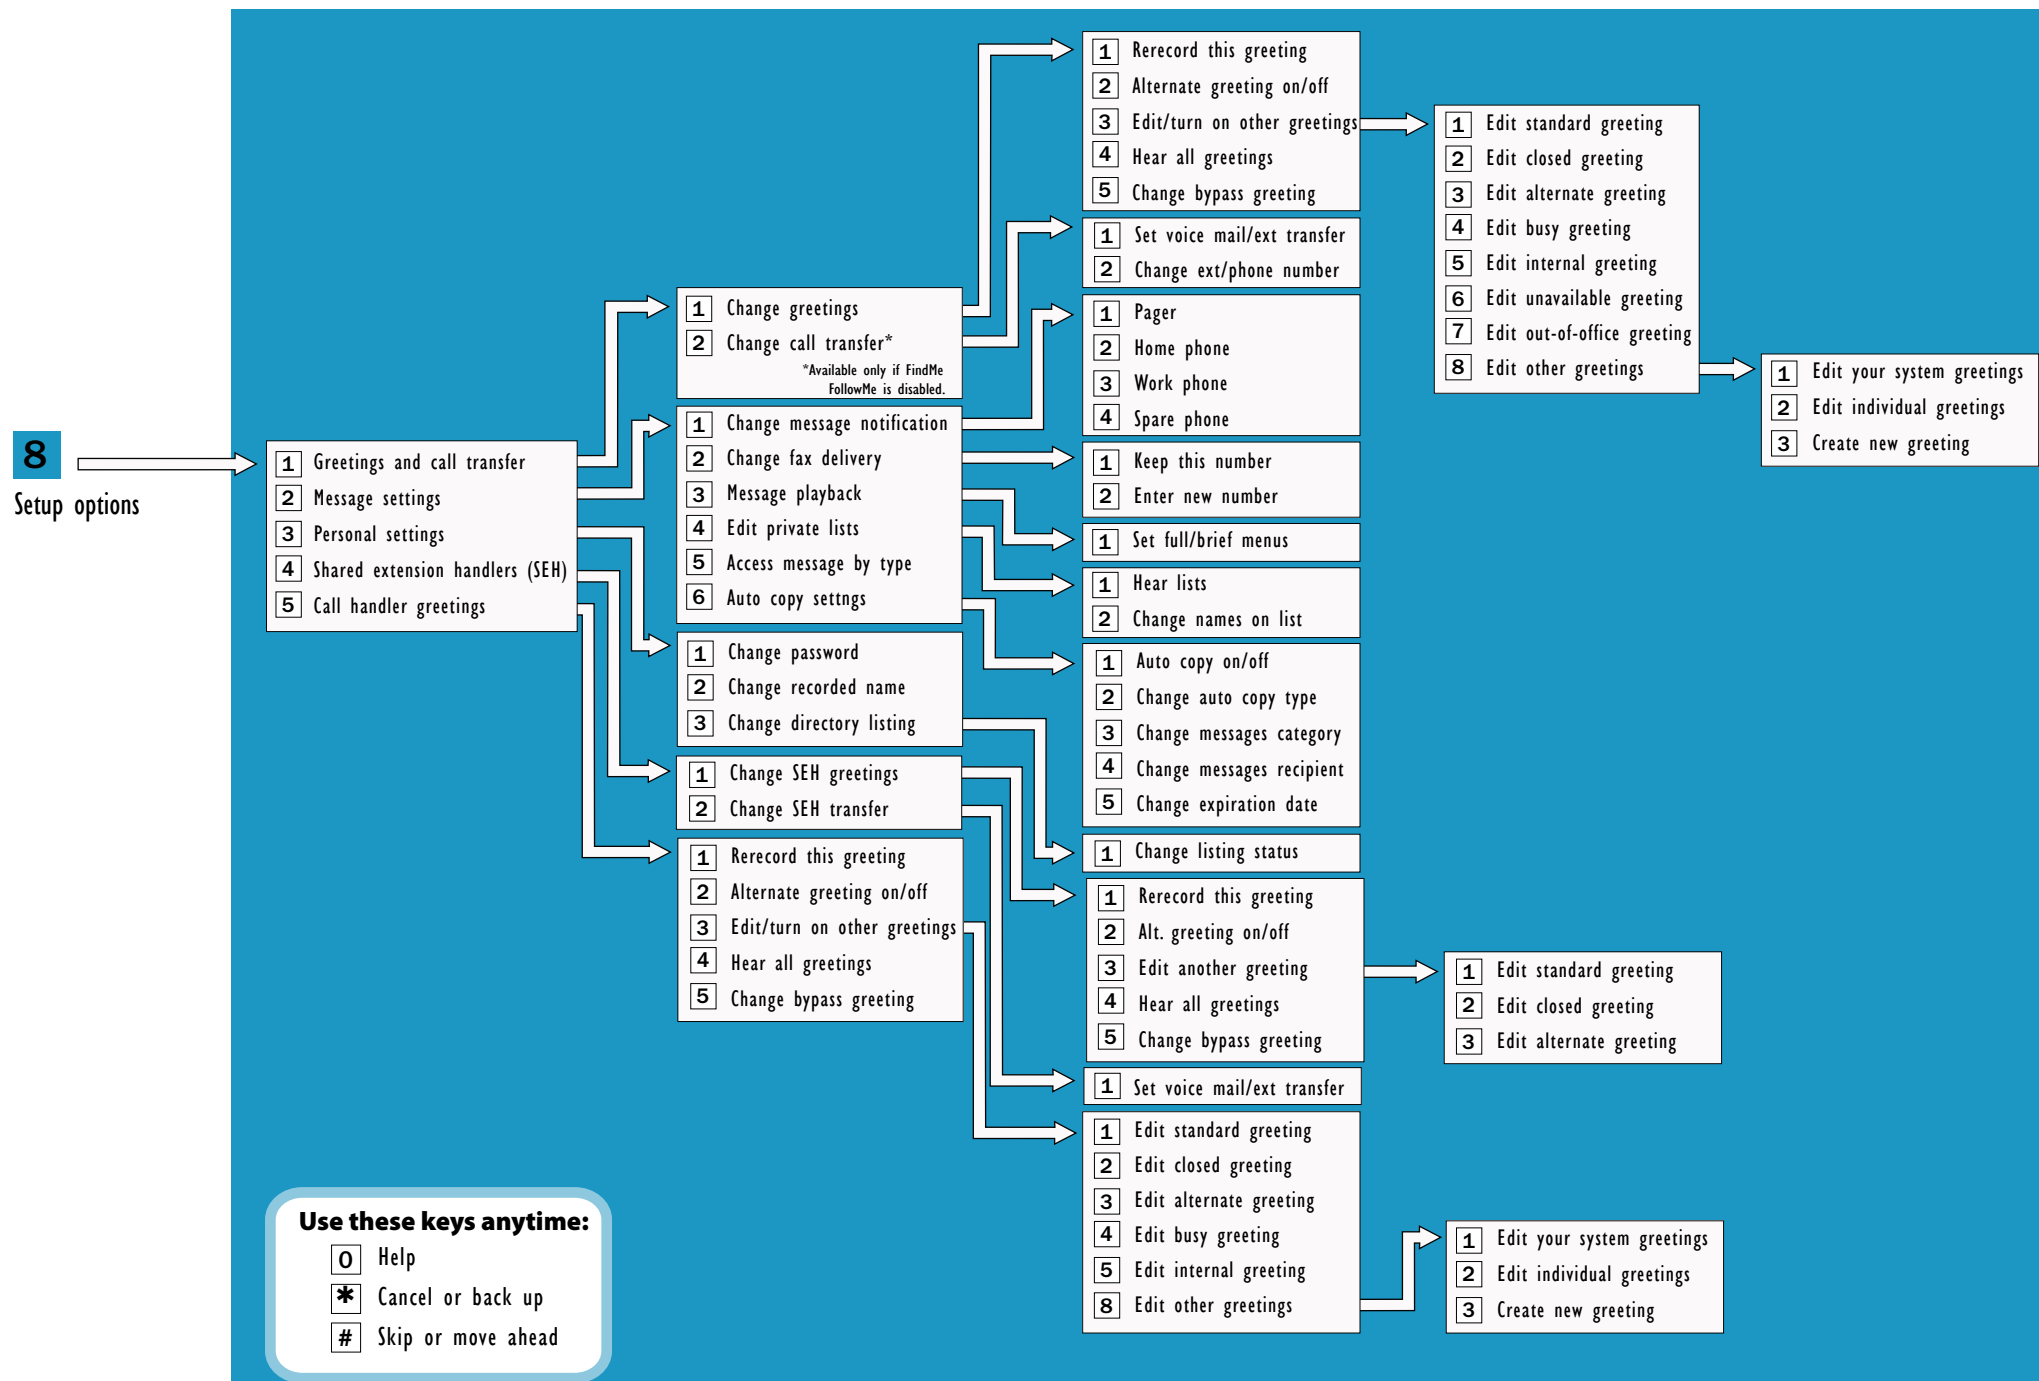 8
Setup options
1 Greetings and call transfer
2 Message settings
3 Personal settings
4 Shared extension handlers (SEH)
5 Call handler greetings
1 Change greetings
2 Change call transfer*
*Available only if FindMe
FollowMe is disabled.
1 Change message notification
2 Change fax delivery
3 Message playback
4 Edit private lists
5 Access message by type
6 Auto copy settngs
1 Change password
2 Change recorded name
3 Change directory listing
1 Change SEH greetings
2 Change SEH transfer
1 Rerecord this greeting
2 Alternate greeting on/off
3 Edit/turn on other greetings
4 Hear all greetings
5 Change bypass greeting
1 Rerecord this greeting
2 Alternate greeting on/off
3 Edit/turn on other greetings
4 Hear all greetings
5 Change bypass greeting
1 Set voice mail/ext transfer
2 Change ext/phone number
1 Pager
2 Home phone
3 Work phone
4 Spare phone
1 Keep this number
2 Enter new number
1 Set full/brief menus
1 Hear lists
2 Change names on list
1 Auto copy on/off
2 Change auto copy type
3 Change messages category
4 Change messages recipient
5 Change expiration date
1 Change listing status
1 Rerecord this greeting
2 Alt. greeting on/off
3 Edit another greeting
4 Hear all greetings
5 Change bypass greeting
1 Set voice mail/ext transfer
1 Edit standard greeting
2 Edit closed greeting
3 Edit alternate greeting
4 Edit busy greeting
5 Edit internal greeting
8 Edit other greetings
1 Edit standard greeting
2 Edit closed greeting
3 Edit alternate greeting
4 Edit busy greeting
5 Edit internal greeting
6 Edit unavailable greeting
7 Edit out-of-office greeting
8 Edit other greetings
1 Edit your system greetings
2 Edit individual greetings
3 Create new greeting
1 Edit standard greeting
2 Edit closed greeting
3 Edit alternate greeting
1 Edit your system greetings
2 Edit individual greetings
3 Create new greeting
Use these keys anytime:
0 Help
* Cancel or back up
# Skip or move ahead